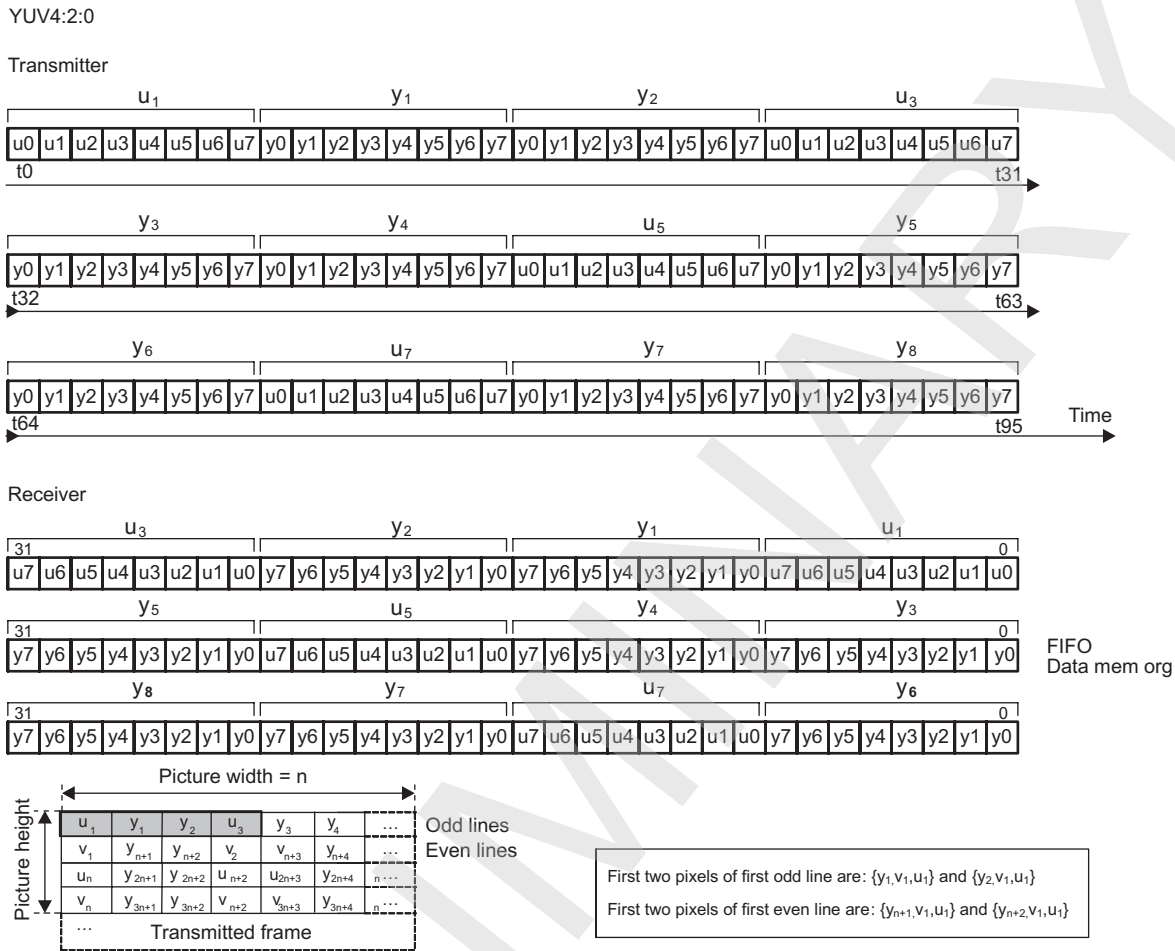 YUV4:2:0
Transmitter
u1 y1 y2 u3
u0 u1 u2 u3 u4 u5 u6 u7 y0 y1 y2 y3 y4 y5 y6 y7 y0 y1 y2 y3 y4 y5 y6 y7 u0 u1 u2 u3 u4 u5 u6 u7
t0 t31
y3 y4 u5 y5
y0 y1 y2 y3 y4 y5 y6 y7 y0 y1 y2 y3 y4 y5 y6 y7 u0 u1 u2 u3 u4 u5 u6 u7 y0 y1 y2 y3 y4 y5 y6 y7
t32 t63
y6 u7 y7 y8
y0 y1 y2 y3 y4 y5 y6 y7 u0 u1 u2 u3 u4 u5 u6 u7 y0 y1 y2 y3 y4 y5 y6 y7 y0 y1 y2 y3 y4 y5 y6 y7
t64 t95 Time
Receiver
u3 y2 y1 u1
31 0
u7 u6 u5 u4 u3 u2 u1 u0 y7 y6 y5 y4 y3 y2 y1 y0 y7 y6 y5 y4 y3 y2 y1 y0 u7 u6 u5 u4 u3 u2 u1 u0
y5 u5 y4 y3
31 0
y7 y6 y5 y4 y3 y2 y1 y0 u7 u6 u5 u4 u3 u2 u1 u0 y7 y6 y5 y4 y3 y2 y1 y0 y7 y6 y5 y4 y3 y2 y1 y0
FIFO
Data mem org
y8 y7 u7 y6
31 0
y7 y6 y5 y4 y3 y2 y1 y0 y7 y6 y5 y4 y3 y2 y1 y0 u7 u6 u5 u4 u3 u2 u1 u0 y7 y6 y5 y4 y3 y2 y1 y0
Picture width = n
Picture height
u1 y1 y2 u3 y3 y4 ... Odd lines
v1 yn+1 yn+2 v2 vn+3 yn+4 ... Even lines
un y2n+1 y2n+2 un+2 u2n+3 y2n+4 n...
vn y3n+1 y3n+2 vn+2 v3n+3 y3n+4 n...
... Transmitted frame
First two pixels of first odd line are: {y1,v1,u1} and {y2,v1,u1}
First two pixels of first even line are: {yn+1,v1,u1} and {yn+2,v1,u1}
IMINARY